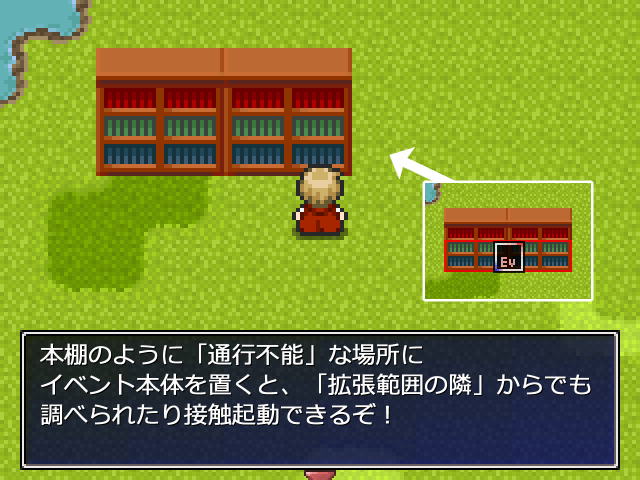 Ev
本棚のように「通行不能」な場所に
イベント本体を置くと、「拡張範囲の隣」からでも
調べられたり接触起動できるぞ！